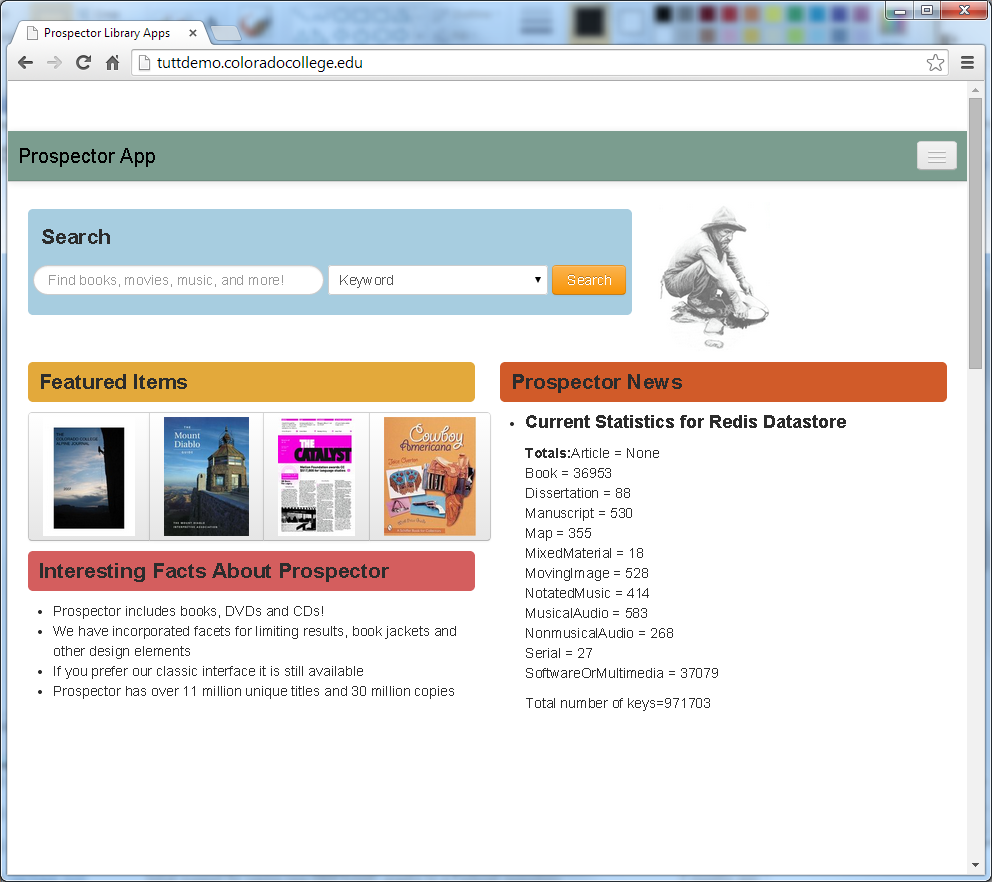 Prospector Library Apps
tuttdemo.coloradocollege.edu
Prospector App
Search
Find books, movies, music, and more!
Keyword
Search
Featured Items
THE
COLORADO COLLEGE
ALPINE JOURNAL
THE
Mount
Diablo
GUIDE
THE MOUNT DIABLO
INTERPRETIVE ASSOCIATION
THE
CATALYST
Cowboy
Americana
Interesting Facts About Prospector
Prospector includes books, DVDs and CDs!
We have incorporated facets for limiting results, book jackets and
other design elements
If you prefer our classic interface it is still available
Prospector has over 11 million unique titles and 30 million copies
Prospector News
Current Statistics for Redis Datastore
Totals:Article = None
Book = 36953
Dissertation = 88
Manuscript = 530
Map = 355
MixedMaterial = 18
MovingImage = 528
NotatedMusic = 414
MusicalAudio = 583
NonmusicalAudio = 268
Serial = 27
SoftwareOrMultimedia = 37079
Total number of keys=971703